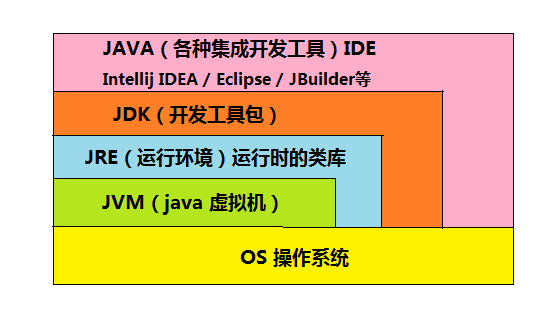 JAVA（各种集成开发工具）IDE
Intellij IDEA / Eclipse / JBuilder等
JDK（开发工具包）
JRE（运行环境）运行时的类库
JVM（java 虚拟机）
OS 操作系统